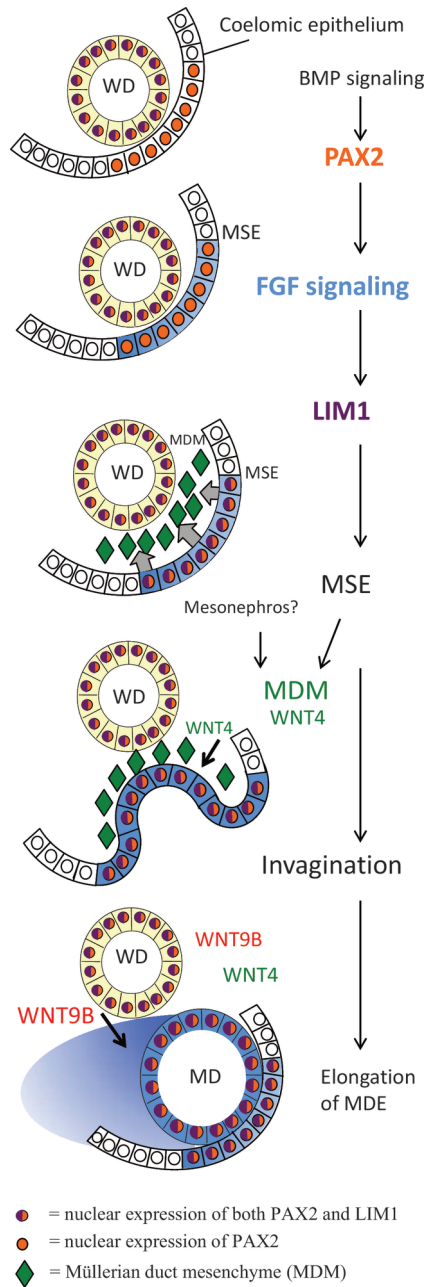 Coelomic epithelium
WD
BMP signaling
PAX2
MSE
WD
FGF signaling
LIM1
MDM
WD
MSE
MSE
Mesonephros?
WD
MDM
WNT4
WNT4
Invagination
WD
WNT9B
WNT4
WNT9B
MD
Elongation
of MDE
= nuclear expression of both PAX2 and LIM1
= nuclear expression of PAX2
= Müllerian duct mesenchyme (MDM)